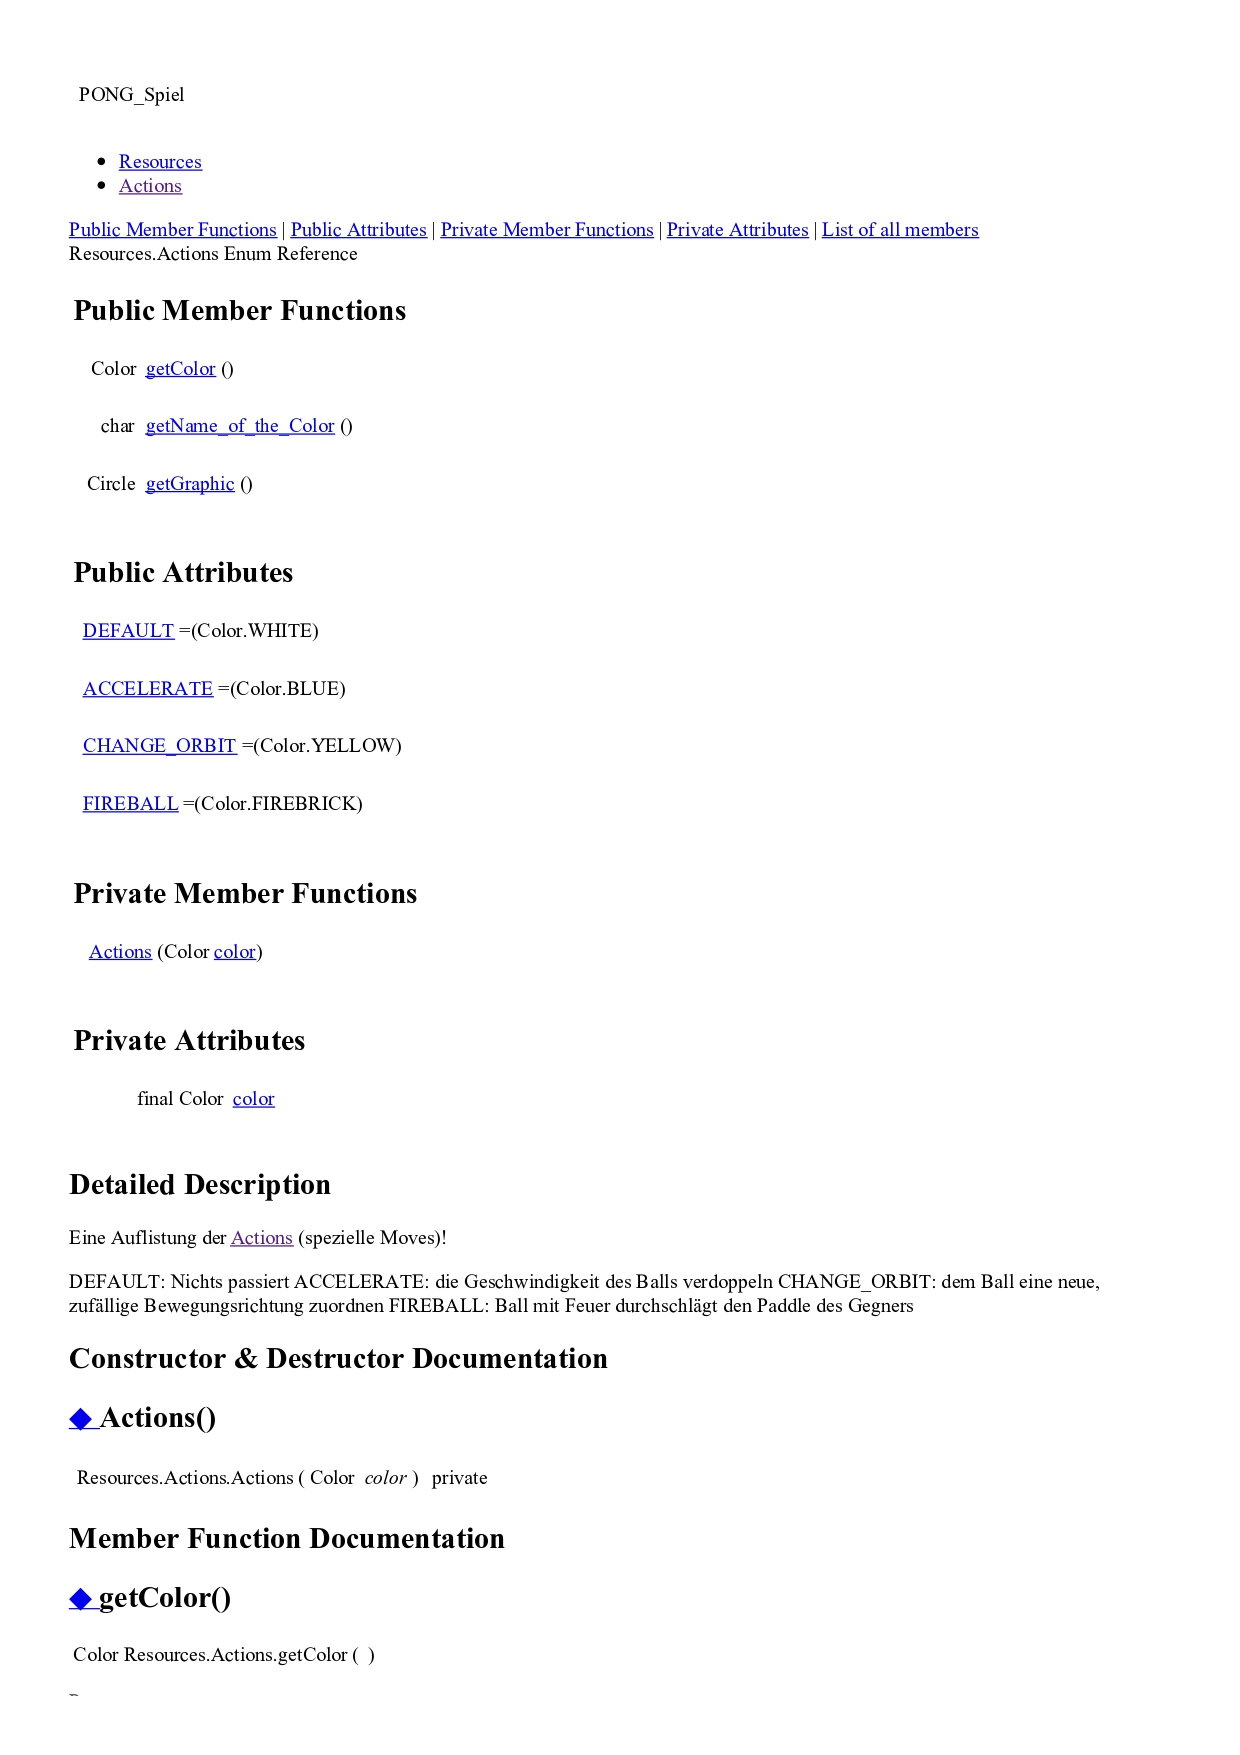 PONG_Spiel
Resources
Actions
Public Member Functions | Public Attributes | Private Member Functions | Private Attributes | List of all members
Resources.Actions Enum Reference
Public Member Functions
Color getColor ()
char getName_of_the_Color ()
Circle getGraphic ()
Public Attributes
DEFAULT =(Color.WHITE)
ACCELERATE =(Color.BLUE)
CHANGE_ORBIT =(Color.YELLOW)
FIREBALL =(Color.FIREBRICK)
Private Member Functions
Actions (Color color)
Private Attributes
final Color color
Detailed Description
Eine Auflistung der Actions (spezielle Moves)!
DEFAULT: Nichts passiert ACCELERATE: die Geschwindigkeit des Balls verdoppeln CHANGE_ORBIT: dem Ball eine neue,
zufällige Bewegungsrichtung zuordnen FIREBALL: Ball mit Feuer durchschlägt den Paddle des Gegners
Constructor & Destructor Documentation
◆ Actions()
Resources.Actions.Actions ( Color color ) private
Member Function Documentation
◆ getColor()
Color Resources.Actions.getColor ( )